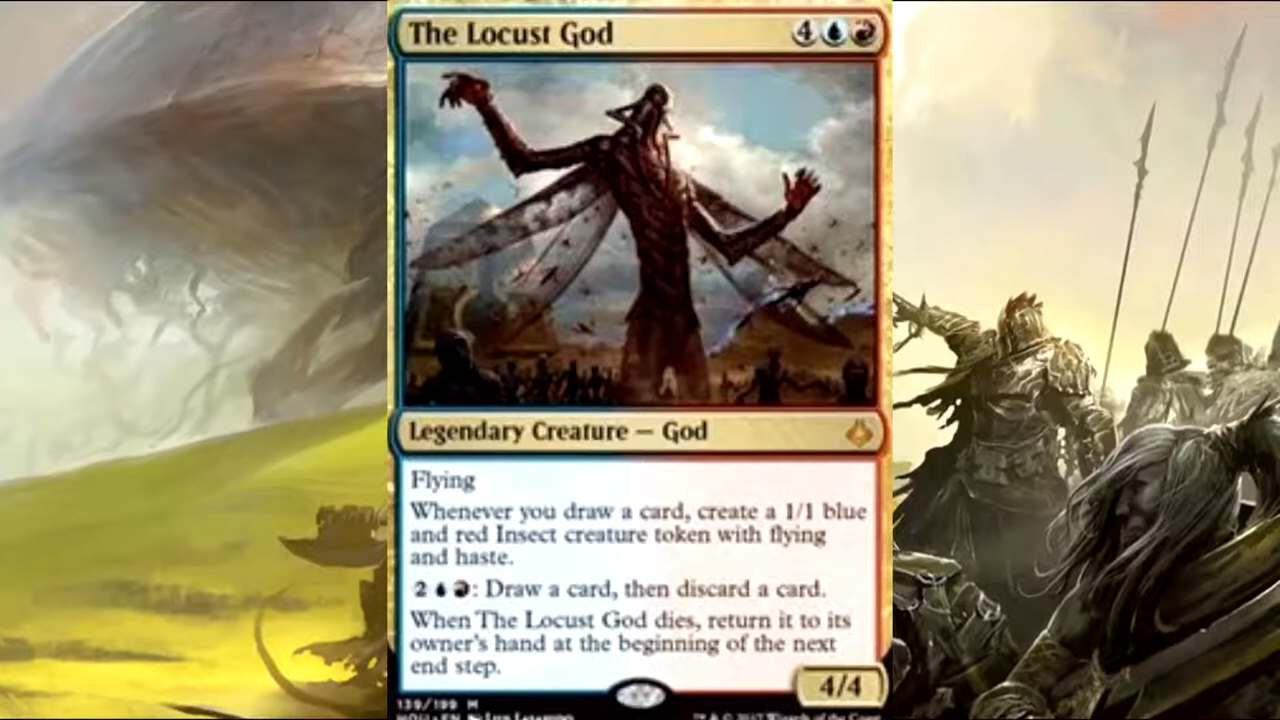 The Locust God 4
Legendary Creature — God
Flying
Whenever you draw a card, create a 1/1 blue
and red Insect creature token with flying
and haste.
2 : Draw a card, then discard a card.
When The Locust God dies, return it to its
owner's hand at the beginning of the next
end step.
4/4
139/199 M
HOU • EN